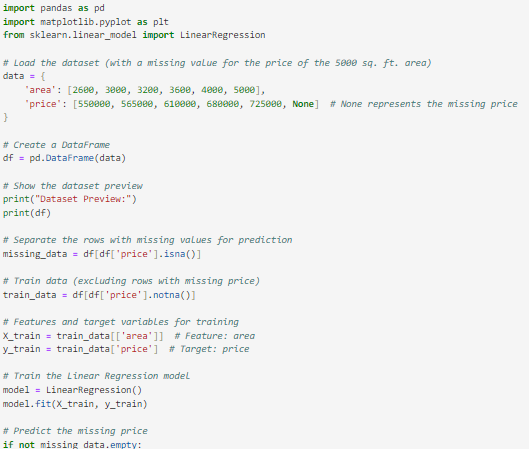 import pandas as pd
import matplotlib.pyplot as plt
from sklearn.linear_model import LinearRegression

# Load the dataset (with a missing value for the price of the 5000 sq. ft. area)
data = {
    'area': [2600, 3000, 3200, 3600, 4000, 5000],
    'price': [550000, 565000, 610000, 680000, 725000, None]  # None represents the missing price
}

# Create a DataFrame
df = pd.DataFrame(data)

# Show the dataset preview
print("Dataset Preview:")
print(df)

# Separate the rows with missing values for prediction
missing_data = df[df['price'].isna()]

# Train data (excluding rows with missing price)
train_data = df[df['price'].notna()]

# Features and target variables for training
X_train = train_data[['area']]  # Feature: area
y_train = train_data['price']  # Target: price

# Train the Linear Regression model
model = LinearRegression()
model.fit(X_train, y_train)

# Predict the missing price
if not missing_data.empty: